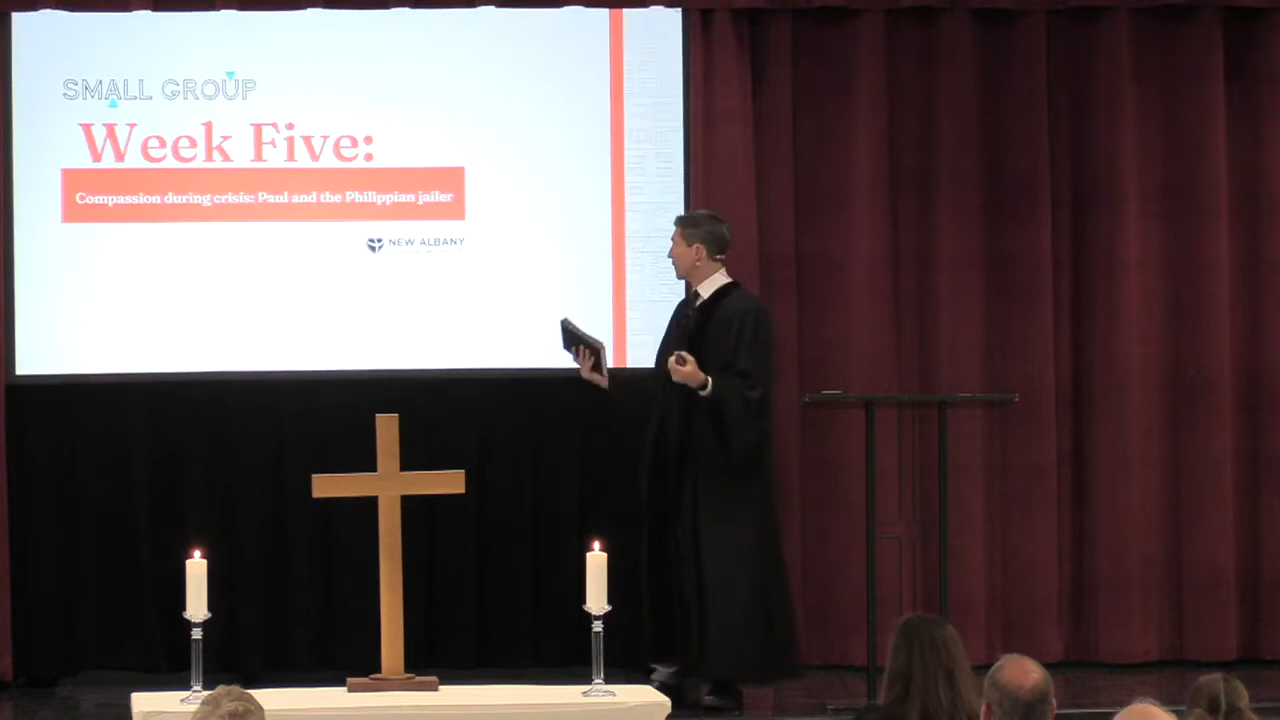 SMALL GROUP
Week Five:
Compassion during crisis: Paul and the Philippian jailer
NEW ALBANY